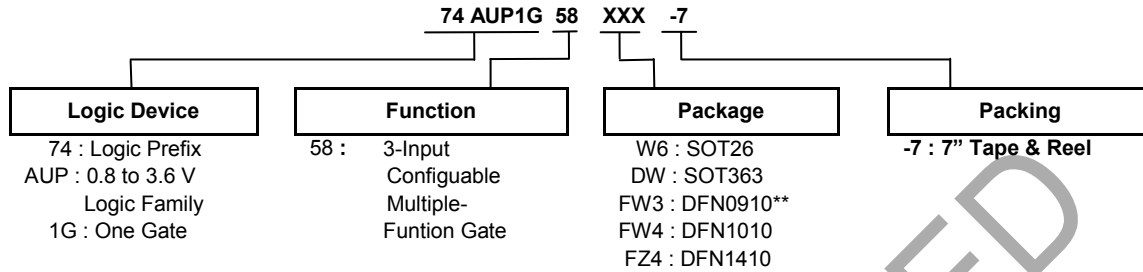 74 AUP1G 58 XXX -7
Logic Device
74 : Logic Prefix
AUP : 0.8 to 3.6 V
Logic Family
1G : One Gate
Function
58 : 3-Input
Configuable
Multiple-
Funtion Gate
Package
W6 : SOT26
DW : SOT363
FW3 : DFN0910**
FW4 : DFN1010
FZ4 : DFN1410
Packing
-7 : 7” Tape & Reel
ED